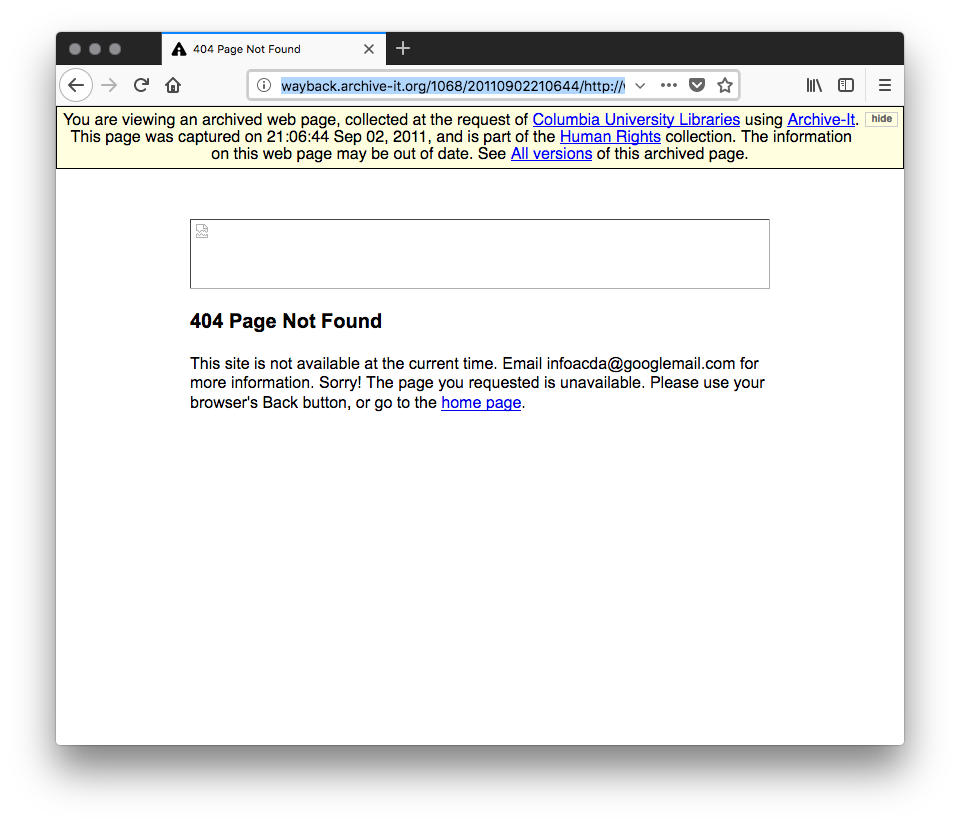 404 Page Not Found
wayback.archive-it.org/1068/20110902210644/http://
You are viewing an archived web page, collected at the request of Columbia University Libraries using Archive-It. hide
This page was captured on 21:06:44 Sep 02, 2011, and is part of the Human Rights collection. The information
on this web page may be out of date. See All versions of this archived page.
404 Page Not Found
This site is not available at the current time. Email infoacda@googlemail.com for
more information. Sorry! The page you requested is unavailable. Please use your
browser's Back button, or go to the home page.